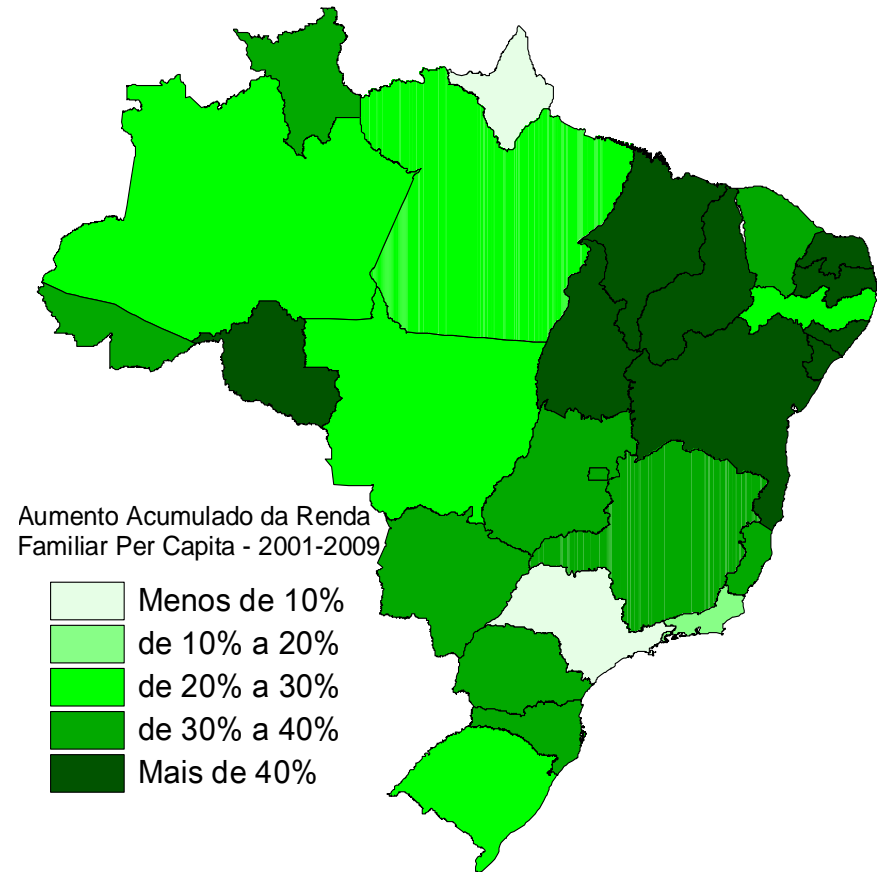 Aumento Acumulado da Renda
Familiar Per Capita - 2001-2009
Menos de 10%
de 10% a 20%
de 20% a 30%
de 30% a 40%
Mais de 40%